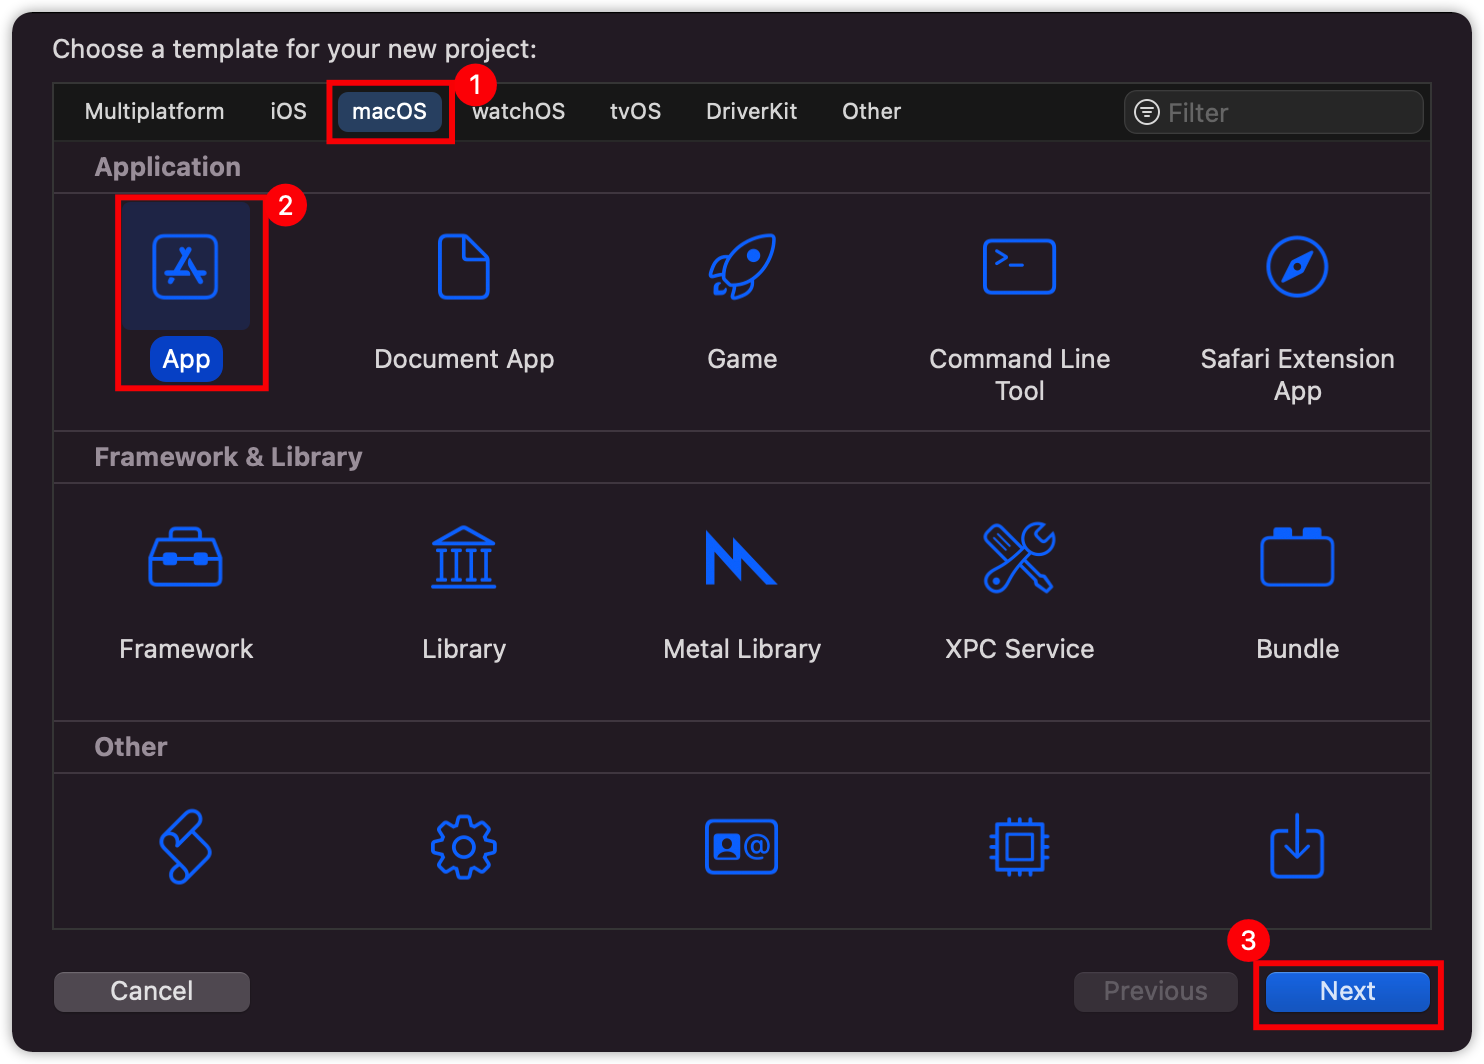 Choose a template for your new project:
1
Multiplatform iOS macOS watchOS tvOS DriverKit Other Filter
Application
2
>_
App Document App Game Command Line Tool Safari Extension App
Framework & Library
Framework Library Metal Library XPC Service Bundle
Other
@
3
Cancel Previous Next